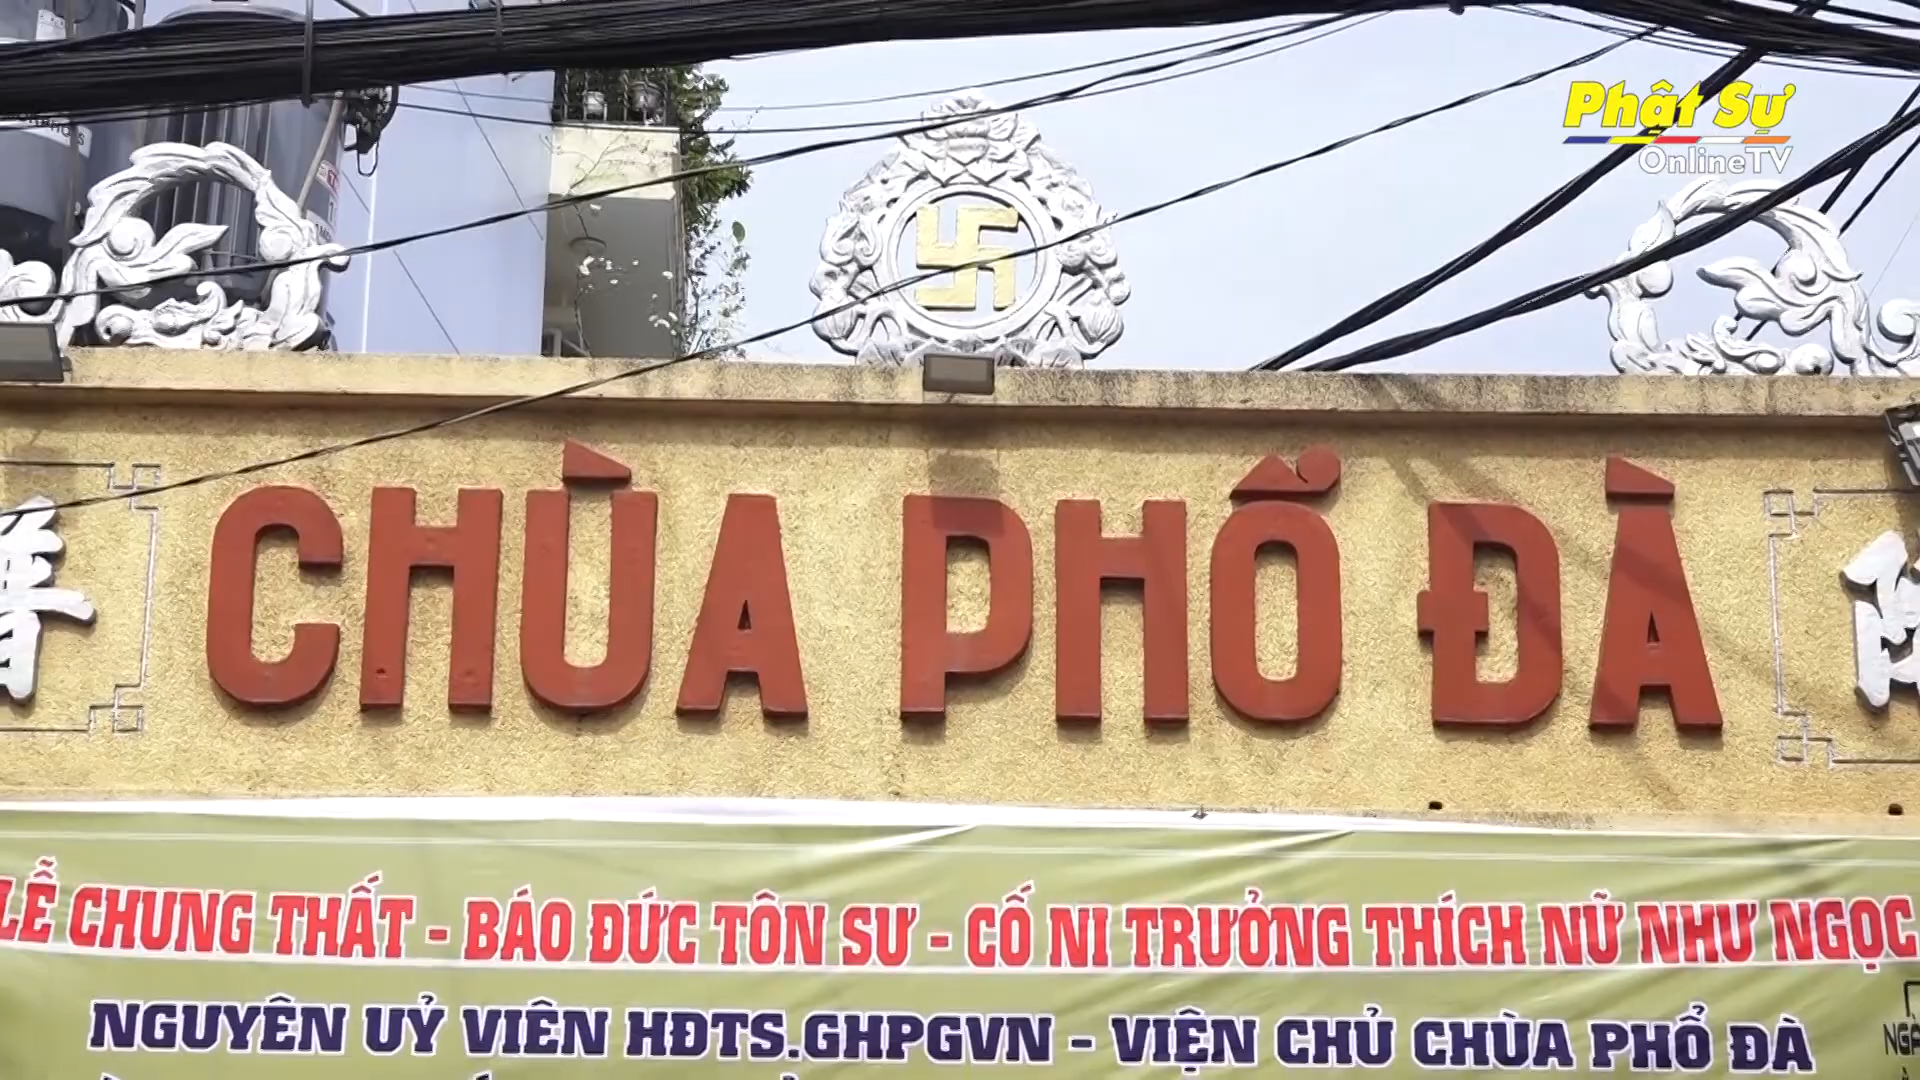 Phật Sự
OnlineTV
CHÙA PHỔ ĐÀ
普
LỄ CHUNG THẤT - BÁO ĐỨC TÔN SƯ - CỐ NI TRƯỞNG THÍCH NỮ NHƯ NGỌC
NGUYÊN UỶ VIÊN HĐTS.GHPGVN - VIỆN CHỦ CHÙA PHỔ ĐÀ